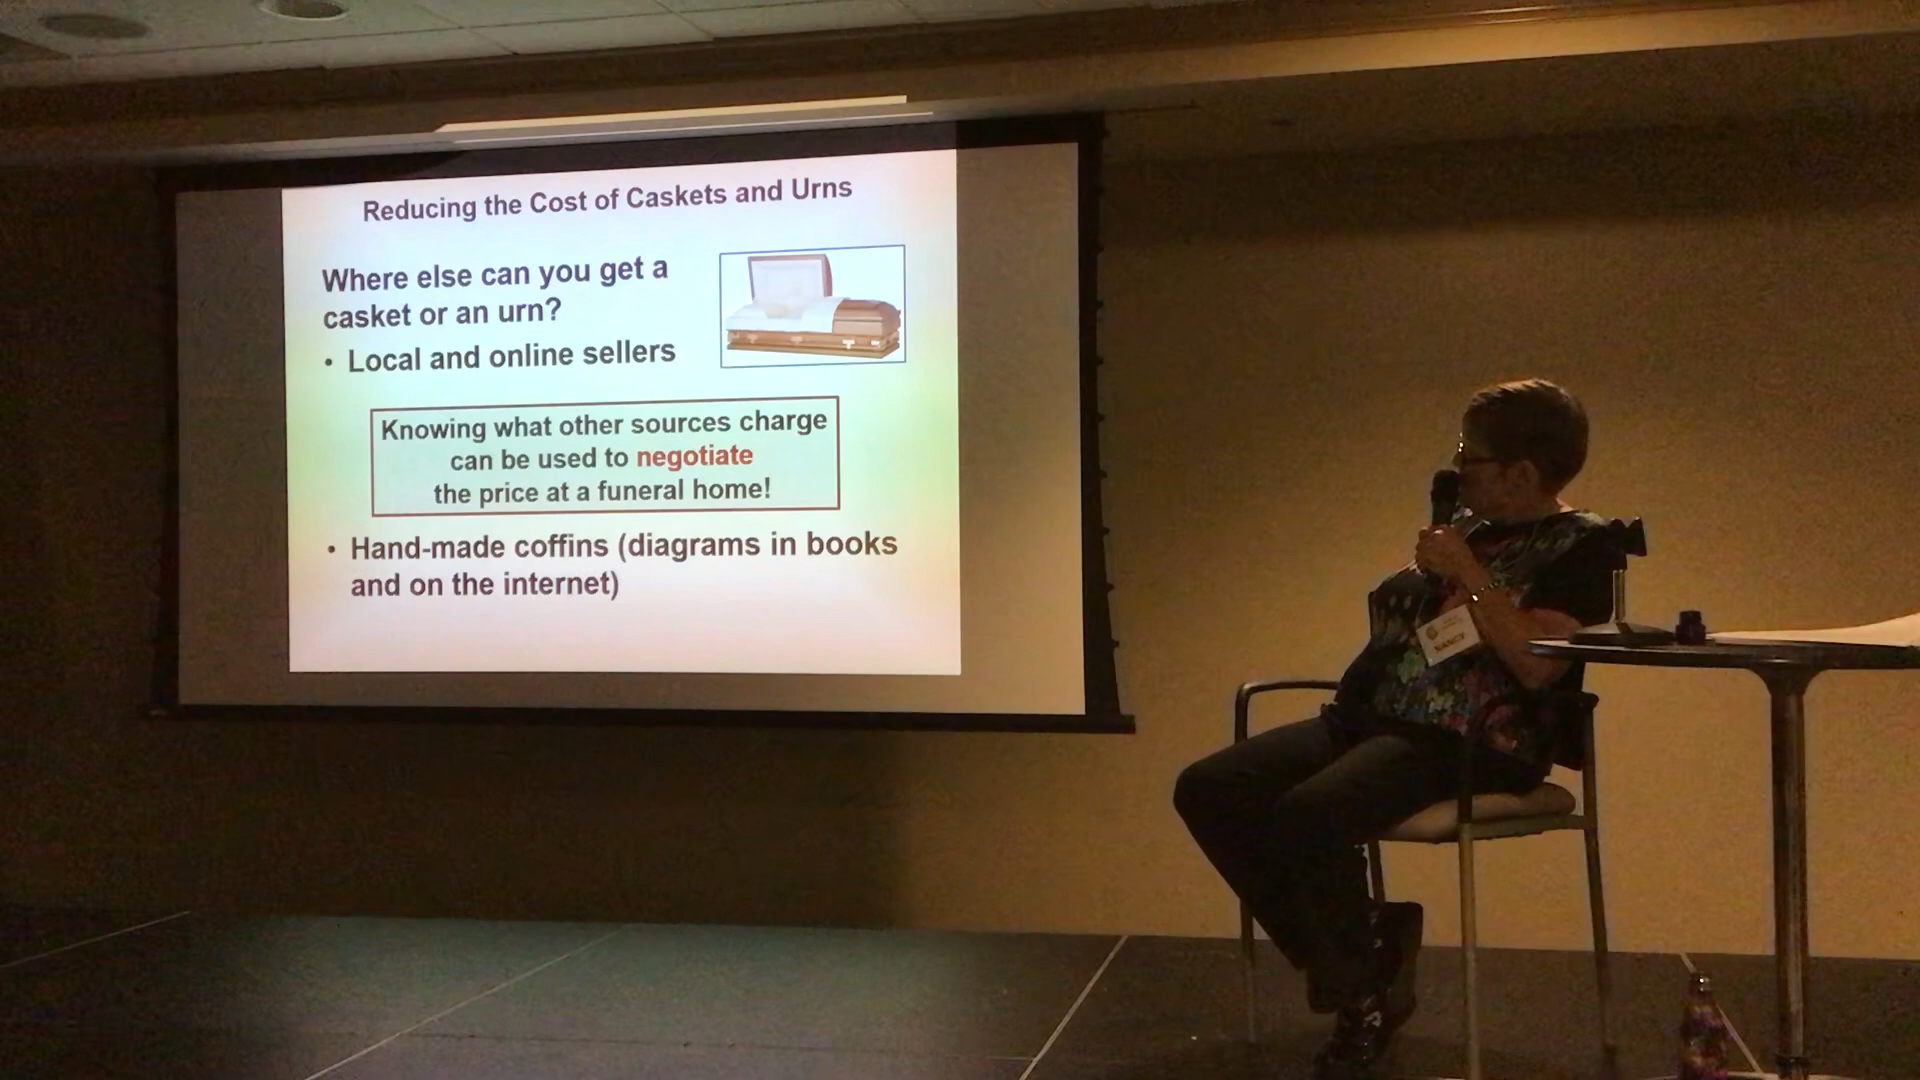 Reducing the Cost of Caskets and Urns
Where else can you get a
casket or an urn?
• Local and online sellers
Knowing what other sources charge
can be used to negotiate
the price at a funeral home!
• Hand-made coffins (diagrams in books
and on the internet)
NANCY